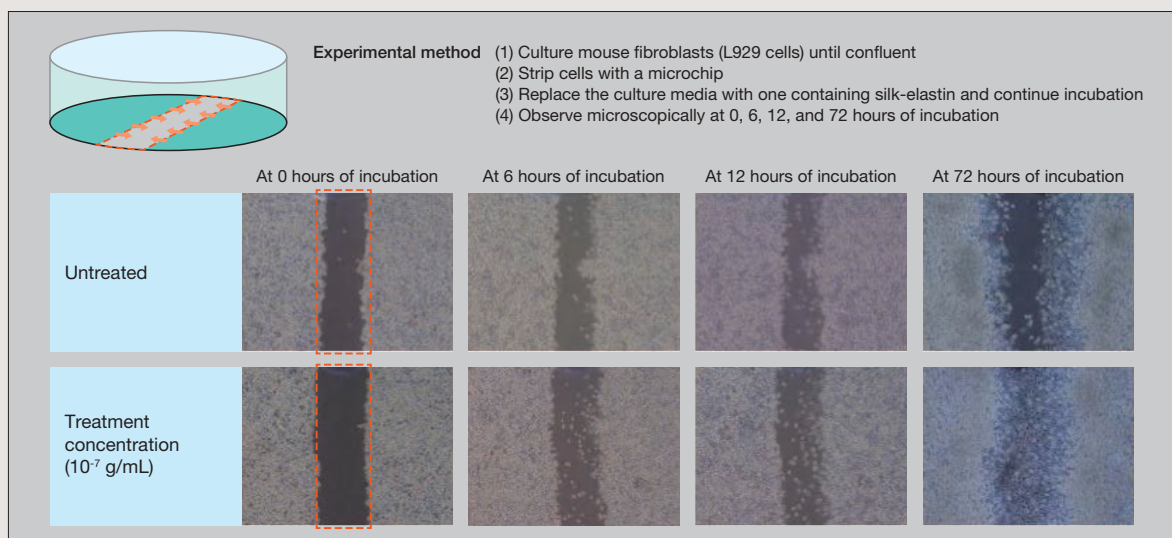 Experimental method (1) Culture mouse fibroblasts (L929 cells) until confluent
(2) Strip cells with a microchip
(3) Replace the culture media with one containing silk-elastin and continue incubation
(4) Observe microscopically at 0, 6, 12, and 72 hours of incubation
At 0 hours of incubation At 6 hours of incubation At 12 hours of incubation At 72 hours of incubation
Untreated
Treatment
concentration
(10⁻⁷ g/mL)